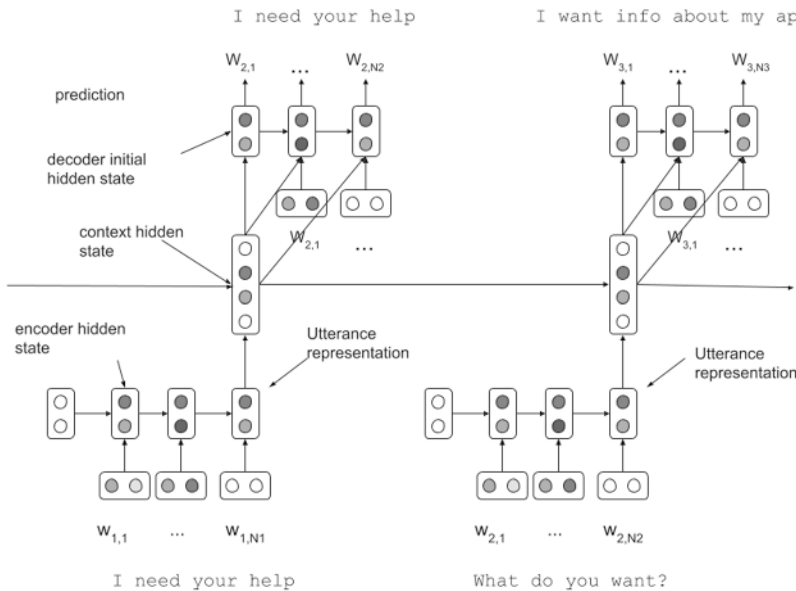 I need your help
I want info about my ap
W2,1 ... W2,N2
W3,1 ... W3,N3
prediction
decoder initial
hidden state
context hidden
state
W2,1 ...
W3,1 ...
encoder hidden
state
Utterance
representation
Utterance
representation
w1,1 ... w1,N1
w2,1 ... w2,N2
I need your help
What do you want?